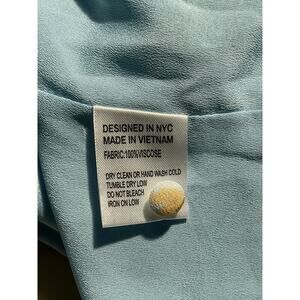 DESIGNED IN NYC
MADE IN VIETNAM
FABRIC:100%VISCOSE
DRY CLEAN OR HAND WASH COLD
TUMBLE DRY LOW
DO NOT BLEACH
IRON ON LOW